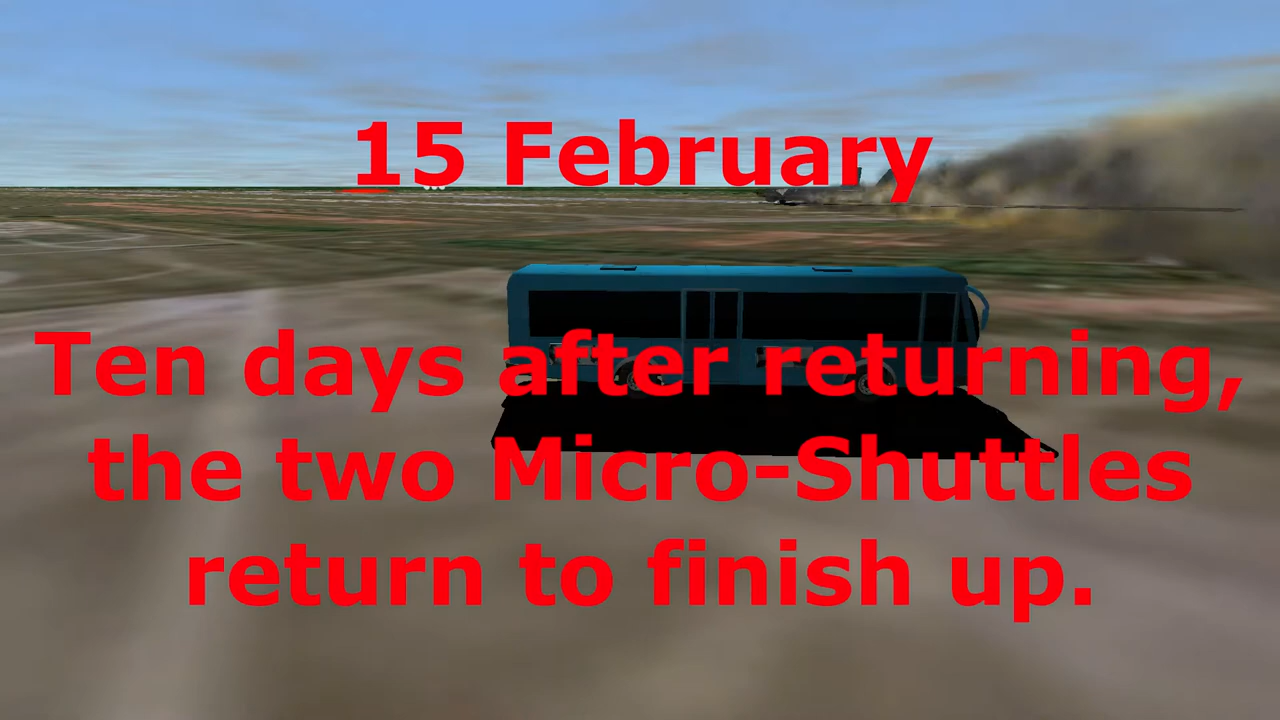 15 February
Ten days after returning,
the two Micro-Shuttles
return to finish up.